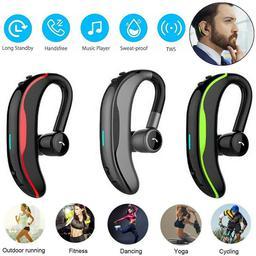 Long Standby
Handsfree
Music Player
Sweat-proof
TWS
Outdoor running
Fitness
Dancing
Yoga
Cycling